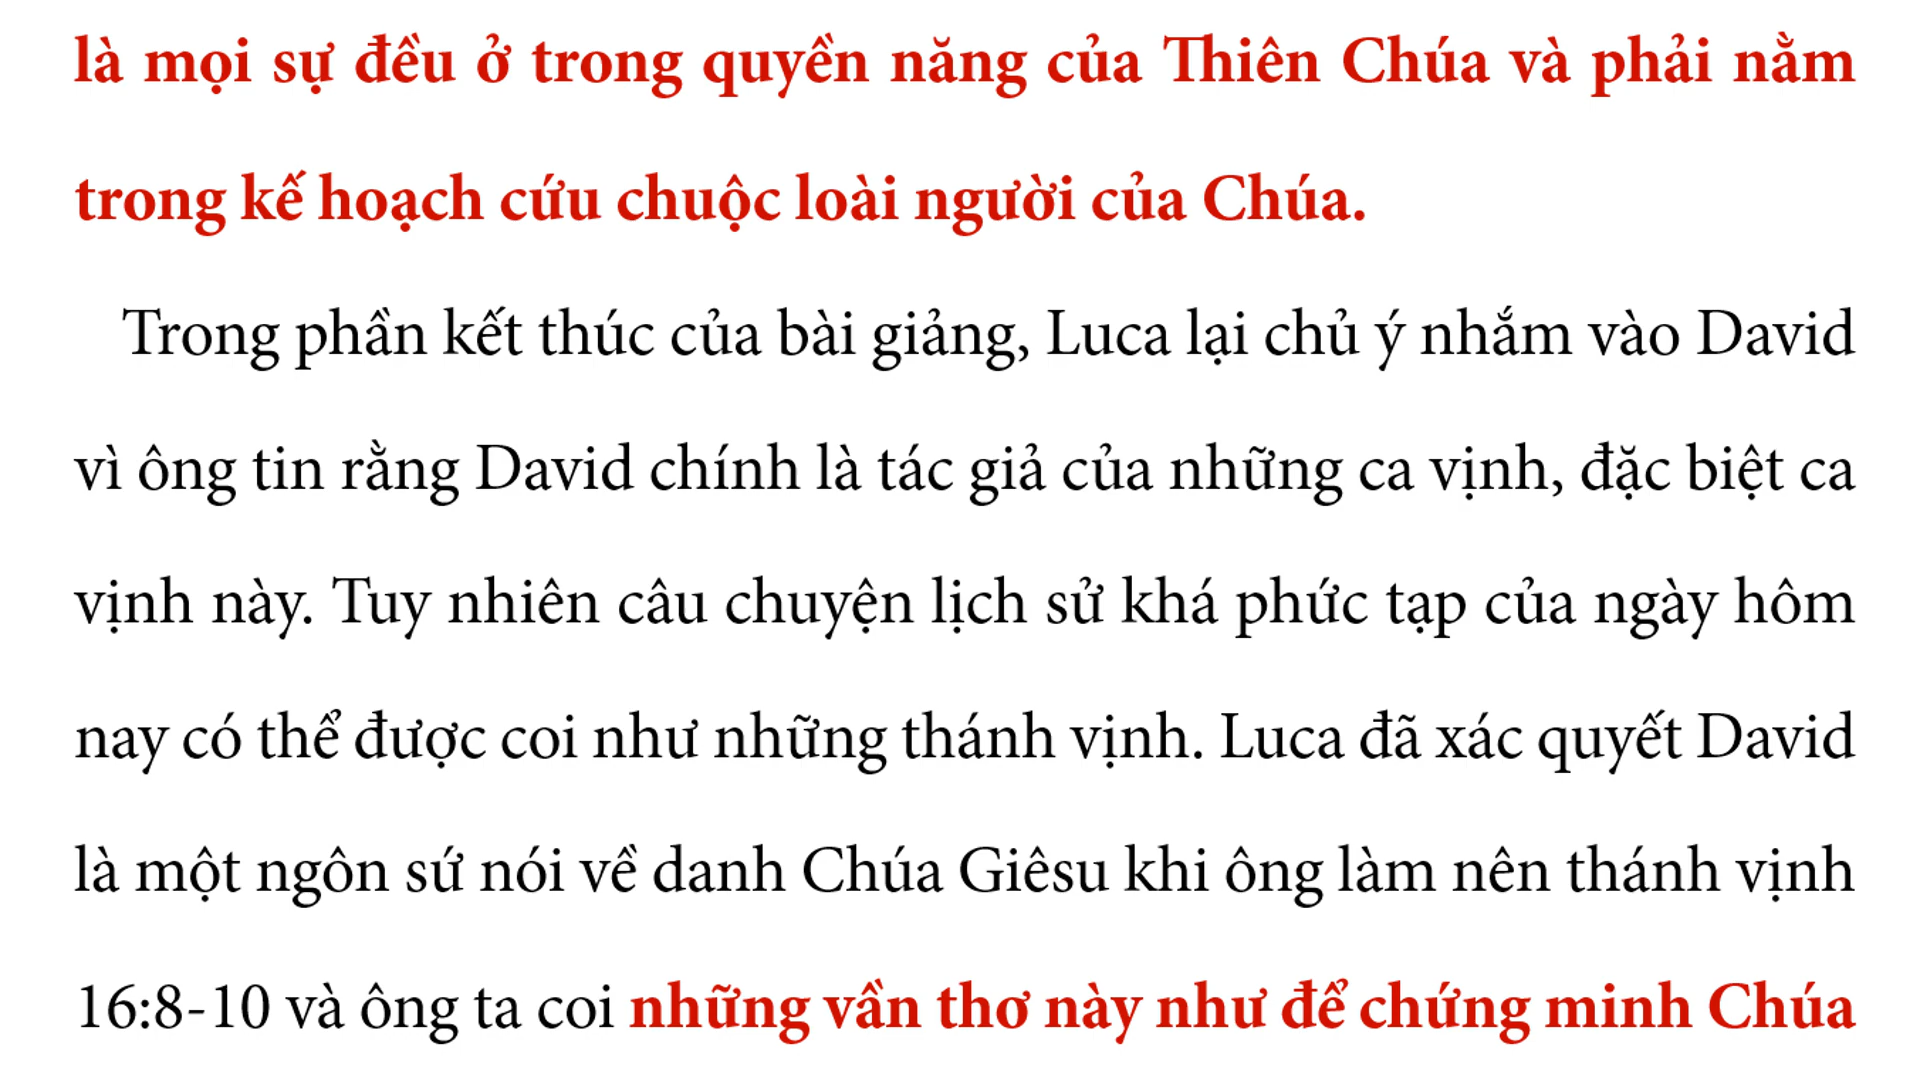 là mọi sự đều ở trong quyền năng của Thiên Chúa và phải nằm
trong kế hoạch cứu chuộc loài người của Chúa.
Trong phần kết thúc của bài giảng, Luca lại chủ ý nhắm vào David
vì ông tin rằng David chính là tác giả của những ca vịnh, đặc biệt ca
vịnh này. Tuy nhiên câu chuyện lịch sử khá phức tạp của ngày hôm
nay có thể được coi như những thánh vịnh. Luca đã xác quyết David
là một ngôn sứ nói về danh Chúa Giêsu khi ông làm nên thánh vịnh
16:8-10 và ông ta coi những vần thơ này như để chứng minh Chúa